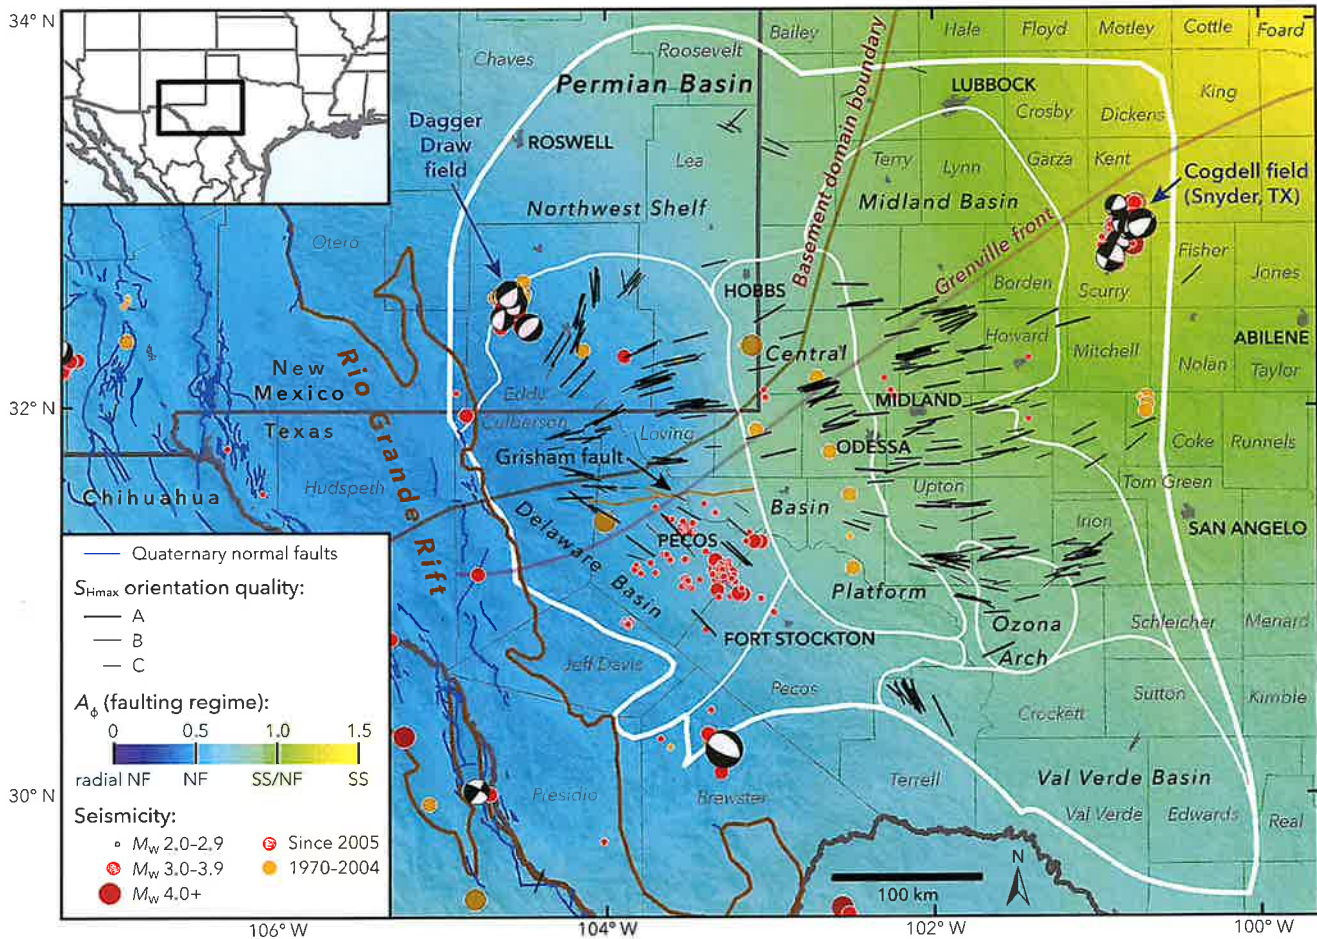 34° N
32° N
30° N
106° W
104° W
102° W
100° W
Chaves
Roosevelt
Bailey
Hale
Floyd
Motley
Cottle
Foard
Permian Basin
LUBBOCK
King
Crosby
Dickens
Dagger
Draw
field
ROSWELL
Lea
Terry
Lynn
Garza
Kent
Cogdell field
(Snyder, TX)
Northwest Shelf
Midland Basin
Basement domain boundary
Grenville front
Otero
Fisher
Jones
HOBBS
Borden
Scurry
Howard
Mitchell
ABILENE
Nolan
Taylor
Central
Rio Grande Rift
New
Mexico
Texas
Eddy
Culberson
Loving
MIDLAND
ODESSA
Coke
Runnels
Grisham fault
Chihuahua
Hudspeth
Upton
Tom Green
Basin
Irion
SAN ANGELO
Delaware Basin
PECOS
Platform
Ozona
Arch
Schleicher
Menard
FORT STOCKTON
Jeff Davis
Pecos
Sutton
Kimble
Crockett
Terrell
Val Verde Basin
Presidio
Brewster
Val Verde
Edwards
Real
Quaternary normal faults
SHmax orientation quality:
A
B
C
Aϕ (faulting regime):
0 0.5 1.0 1.5
radial NF NF SS/NF SS
Seismicity:
Mw 2.0–2.9
Mw 3.0–3.9
Mw 4.0+
Since 2005
1970–2004
100 km
N